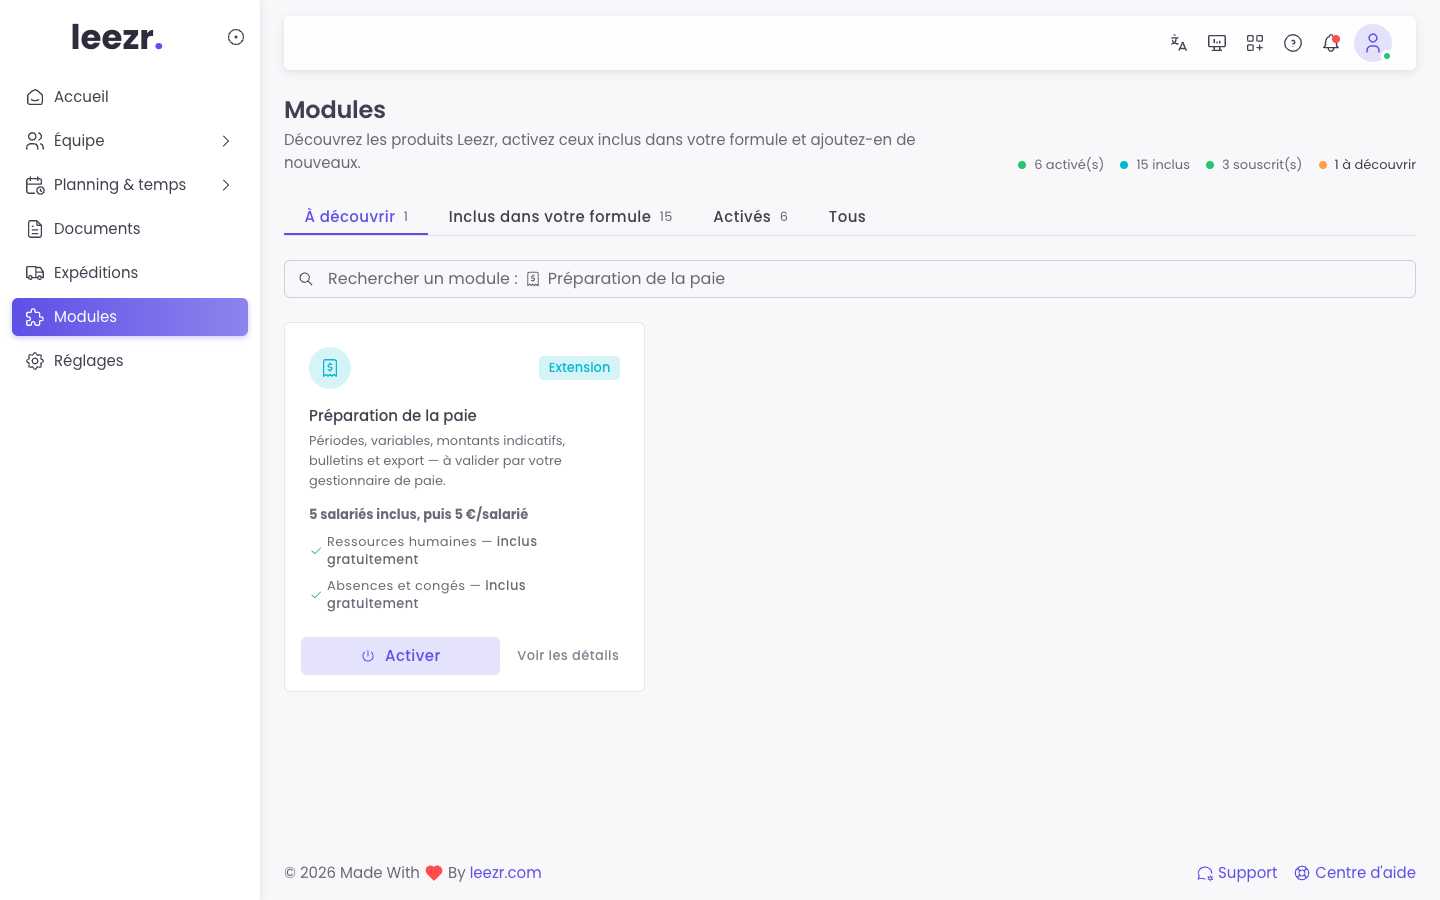 leezr.
Accueil
Équipe
Planning & temps
Documents
Expéditions
Modules
Réglages
Modules
Découvrez les produits Leezr, activez ceux inclus dans votre formule et ajoutez-en de
nouveaux.
6 activé(s) 15 inclus 3 souscrit(s) 1 à découvrir
À découvrir 1 Inclus dans votre formule 15 Activés 6 Tous
Rechercher un module : Préparation de la paie
Extension
Préparation de la paie
Périodes, variables, montants indicatifs,
bulletins et export — à valider par votre
gestionnaire de paie.
5 salariés inclus, puis 5 €/salarié
Ressources humaines — inclus
gratuitement
Absences et congés — inclus
gratuitement
Activer Voir les détails
© 2026 Made With By leezr.com
Support Centre d'aide